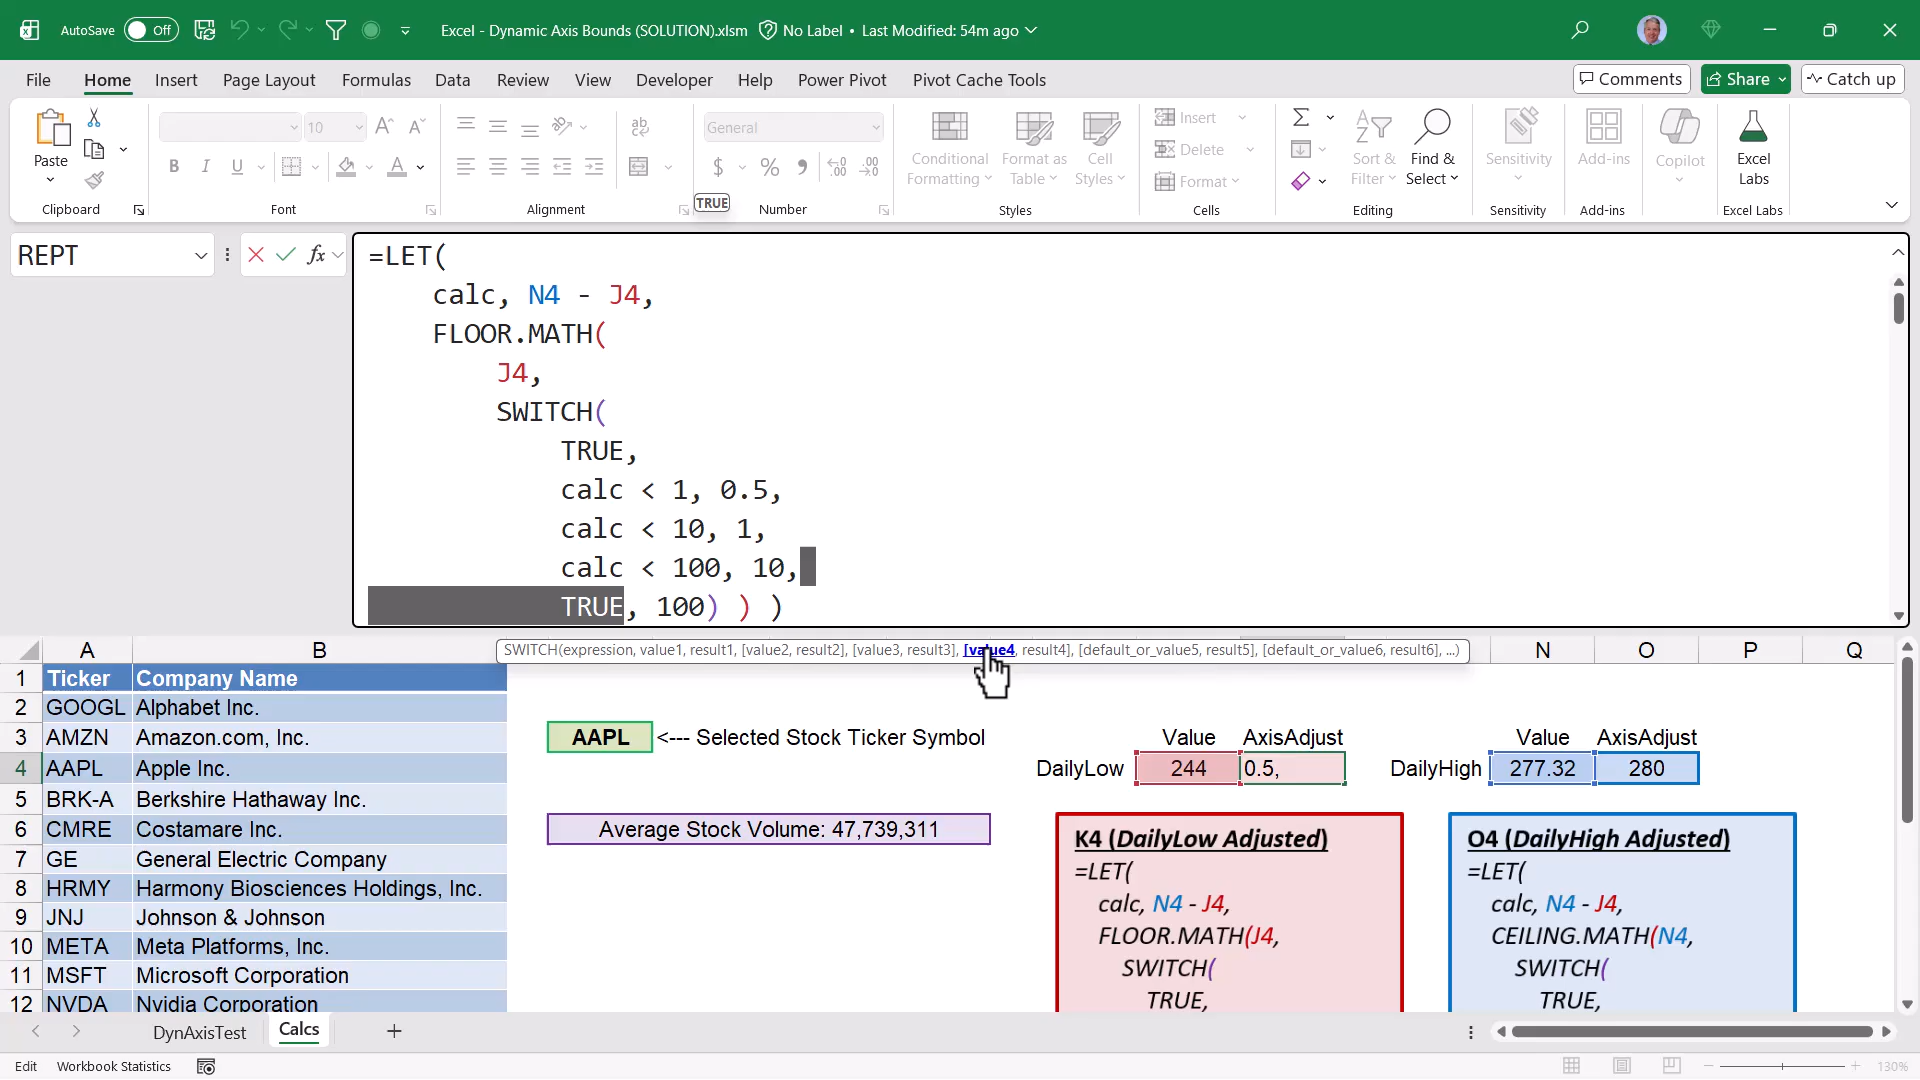 AutoSave Off Excel - Dynamic Axis Bounds (SOLUTION).xlsm No Label • Last Modified: 54m ago
File Home Insert Page Layout Formulas Data Review View Developer Help Power Pivot Pivot Cache Tools Comments Share Catch up
Paste
10
General
Conditional Formatting
Format as Table
Cell Styles
Insert
Delete
Format
Sort & Filter
Find & Select
Sensitivity
Add-ins
Copilot
Excel Labs
Clipboard Font Alignment TRUE Number Styles Cells Editing Sensitivity Add-ins Excel Labs
REPT
fx
=LET(
calc, N4 - J4,
FLOOR.MATH(
J4,
SWITCH(
TRUE,
calc < 1, 0.5,
calc < 10, 1,
calc < 100, 10,
TRUE, 100) ) )
SWITCH(expression, value1, result1, [value2, result2], [value3, result3], [value4, result4], [default_or_value5, result5], [default_or_value6, result6], ...)
A B N O P Q
1 Ticker Company Name
2 GOOGL Alphabet Inc.
3 AMZN Amazon.com, Inc.
4 AAPL Apple Inc.
5 BRK-A Berkshire Hathaway Inc.
6 CMRE Costamare Inc.
7 GE General Electric Company
8 HRMY Harmony Biosciences Holdings, Inc.
9 JNJ Johnson & Johnson
10 META Meta Platforms, Inc.
11 MSFT Microsoft Corporation
12 NVDA Nvidia Corporation
AAPL <--- Selected Stock Ticker Symbol
Average Stock Volume: 47,739,311
Value AxisAdjust
DailyLow 244 0.5,
Value AxisAdjust
DailyHigh 277.32 280
K4 (DailyLow Adjusted)
=LET(
calc, N4 - J4,
FLOOR.MATH(J4,
SWITCH(
TRUE,
O4 (DailyHigh Adjusted)
=LET(
calc, N4 - J4,
CEILING.MATH(N4,
SWITCH(
TRUE,
DynAxisTest Calcs
Edit Workbook Statistics 130%